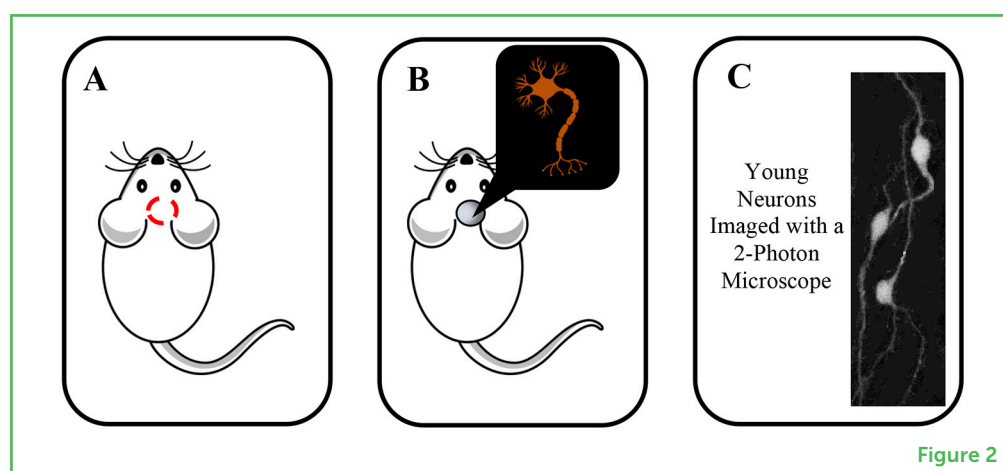 A
B
C
Young
Neurons
Imaged with a
2-Photon
Microscope
Figure 2